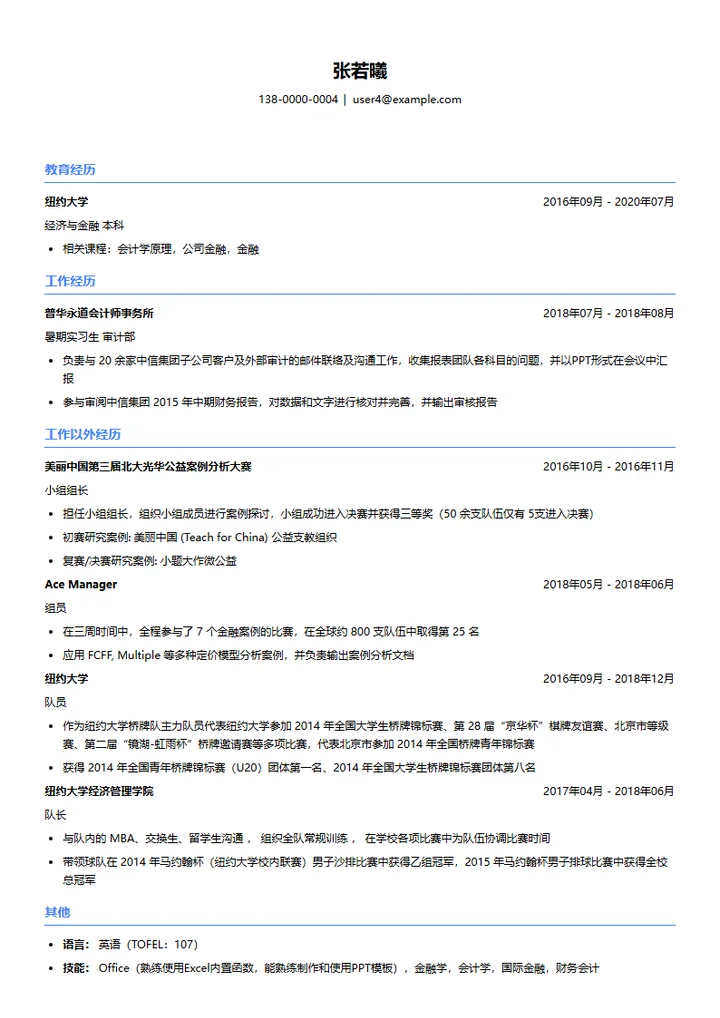 张若曦
138-0000-0004 | user4@example.com
教育经历
纽约大学 2016年09月 - 2020年07月
经济与金融 本科
• 相关课程：会计学原理，公司金融，金融
工作经历
普华永道会计师事务所 2018年07月 - 2018年08月
暑期实习生 审计部
• 负责与 20 余家中信集团子公司客户及外部审计的邮件联络及沟通工作，收集报表团队各科目的问题，并以PPT形式在会议中汇
报
• 参与审阅中信集团 2015 年中期财务报告，对数据和文字进行核对并完善，并输出审核报告
工作以外经历
美丽中国第三届北大光华公益案例分析大赛 2016年10月 - 2016年11月
小组组长
• 担任小组组长，组织小组成员进行案例探讨，小组成功进入决赛并获得三等奖（50 余支队伍仅有 5支进入决赛）
• 初赛研究案例: 美丽中国 (Teach for China) 公益支教组织
• 复赛/决赛研究案例: 小题大作微公益
Ace Manager 2018年05月 - 2018年06月
组员
• 在三周时间中，全程参与了 7 个金融案例的比赛，在全球约 800 支队伍中取得第 25 名
• 应用 FCFF, Multiple 等多种定价模型分析案例，并负责输出案例分析文档
纽约大学 2016年09月 - 2018年12月
队员
• 作为纽约大学桥牌队主力队员代表纽约大学参加 2014 年全国大学生桥牌锦标赛、第 28 届“京华杯”棋牌友谊赛、北京市等级
赛、第二届“镜湖-虹雨杯”桥牌邀请赛等多项比赛，代表北京市参加 2014 年全国桥牌青年锦标赛
• 获得 2014 年全国青年桥牌锦标赛（U20）团体第一名、2014 年全国大学生桥牌锦标赛团体第八名
纽约大学经济管理学院 2017年04月 - 2018年06月
队长
• 与队内的 MBA、交换生、留学生沟通 ， 组织全队常规训练 ， 在学校各项比赛中为队伍协调比赛时间
• 带领球队在 2014 年马约翰杯（纽约大学校内联赛）男子沙排比赛中获得乙组冠军，2015 年马约翰杯男子排球比赛中获得全校
总冠军
其他
• 语言： 英语（TOFEL：107）
• 技能： Office（熟练使用Excel内置函数，能熟练制作和使用PPT模板），金融学，会计学，国际金融，财务会计